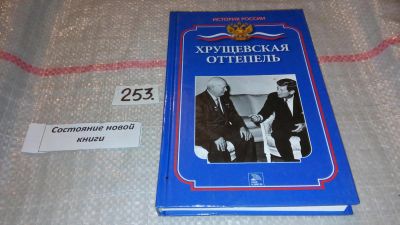 ИСТОРИЯ РОССИИ
ХРУЩЕВСКАЯ
ОТТЕПЕЛЬ
253.
Состояние новой
книги